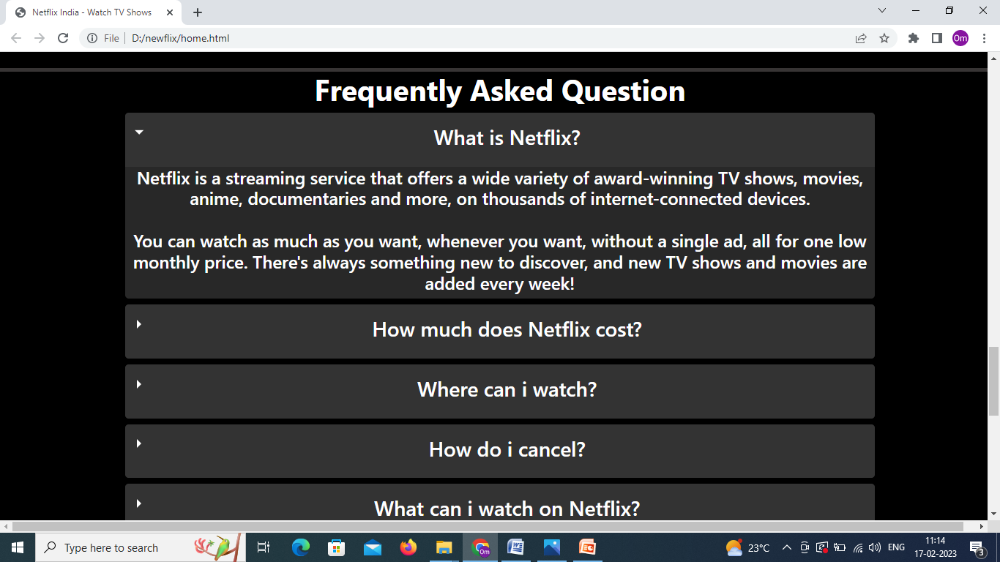 Netflix India - Watch TV Shows
File
D:/newflix/home.html
Om
Frequently Asked Question
What is Netflix?
Netflix is a streaming service that offers a wide variety of award-winning TV shows, movies,
anime, documentaries and more, on thousands of internet-connected devices.
You can watch as much as you want, whenever you want, without a single ad, all for one low
monthly price. There's always something new to discover, and new TV shows and movies are
added every week!
How much does Netflix cost?
Where can i watch?
How do i cancel?
What can i watch on Netflix?
Type here to search
Om
23°C
ENG
11:14
17-02-2023
3